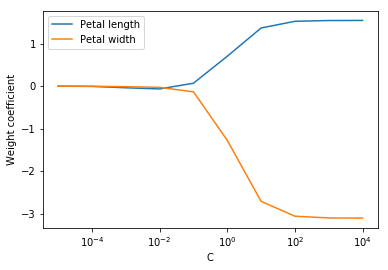 Petal length
Petal width
Weight coefficient
1
0
−1
−2
−3
10⁻⁴
10⁻²
10⁰
10²
10⁴
C